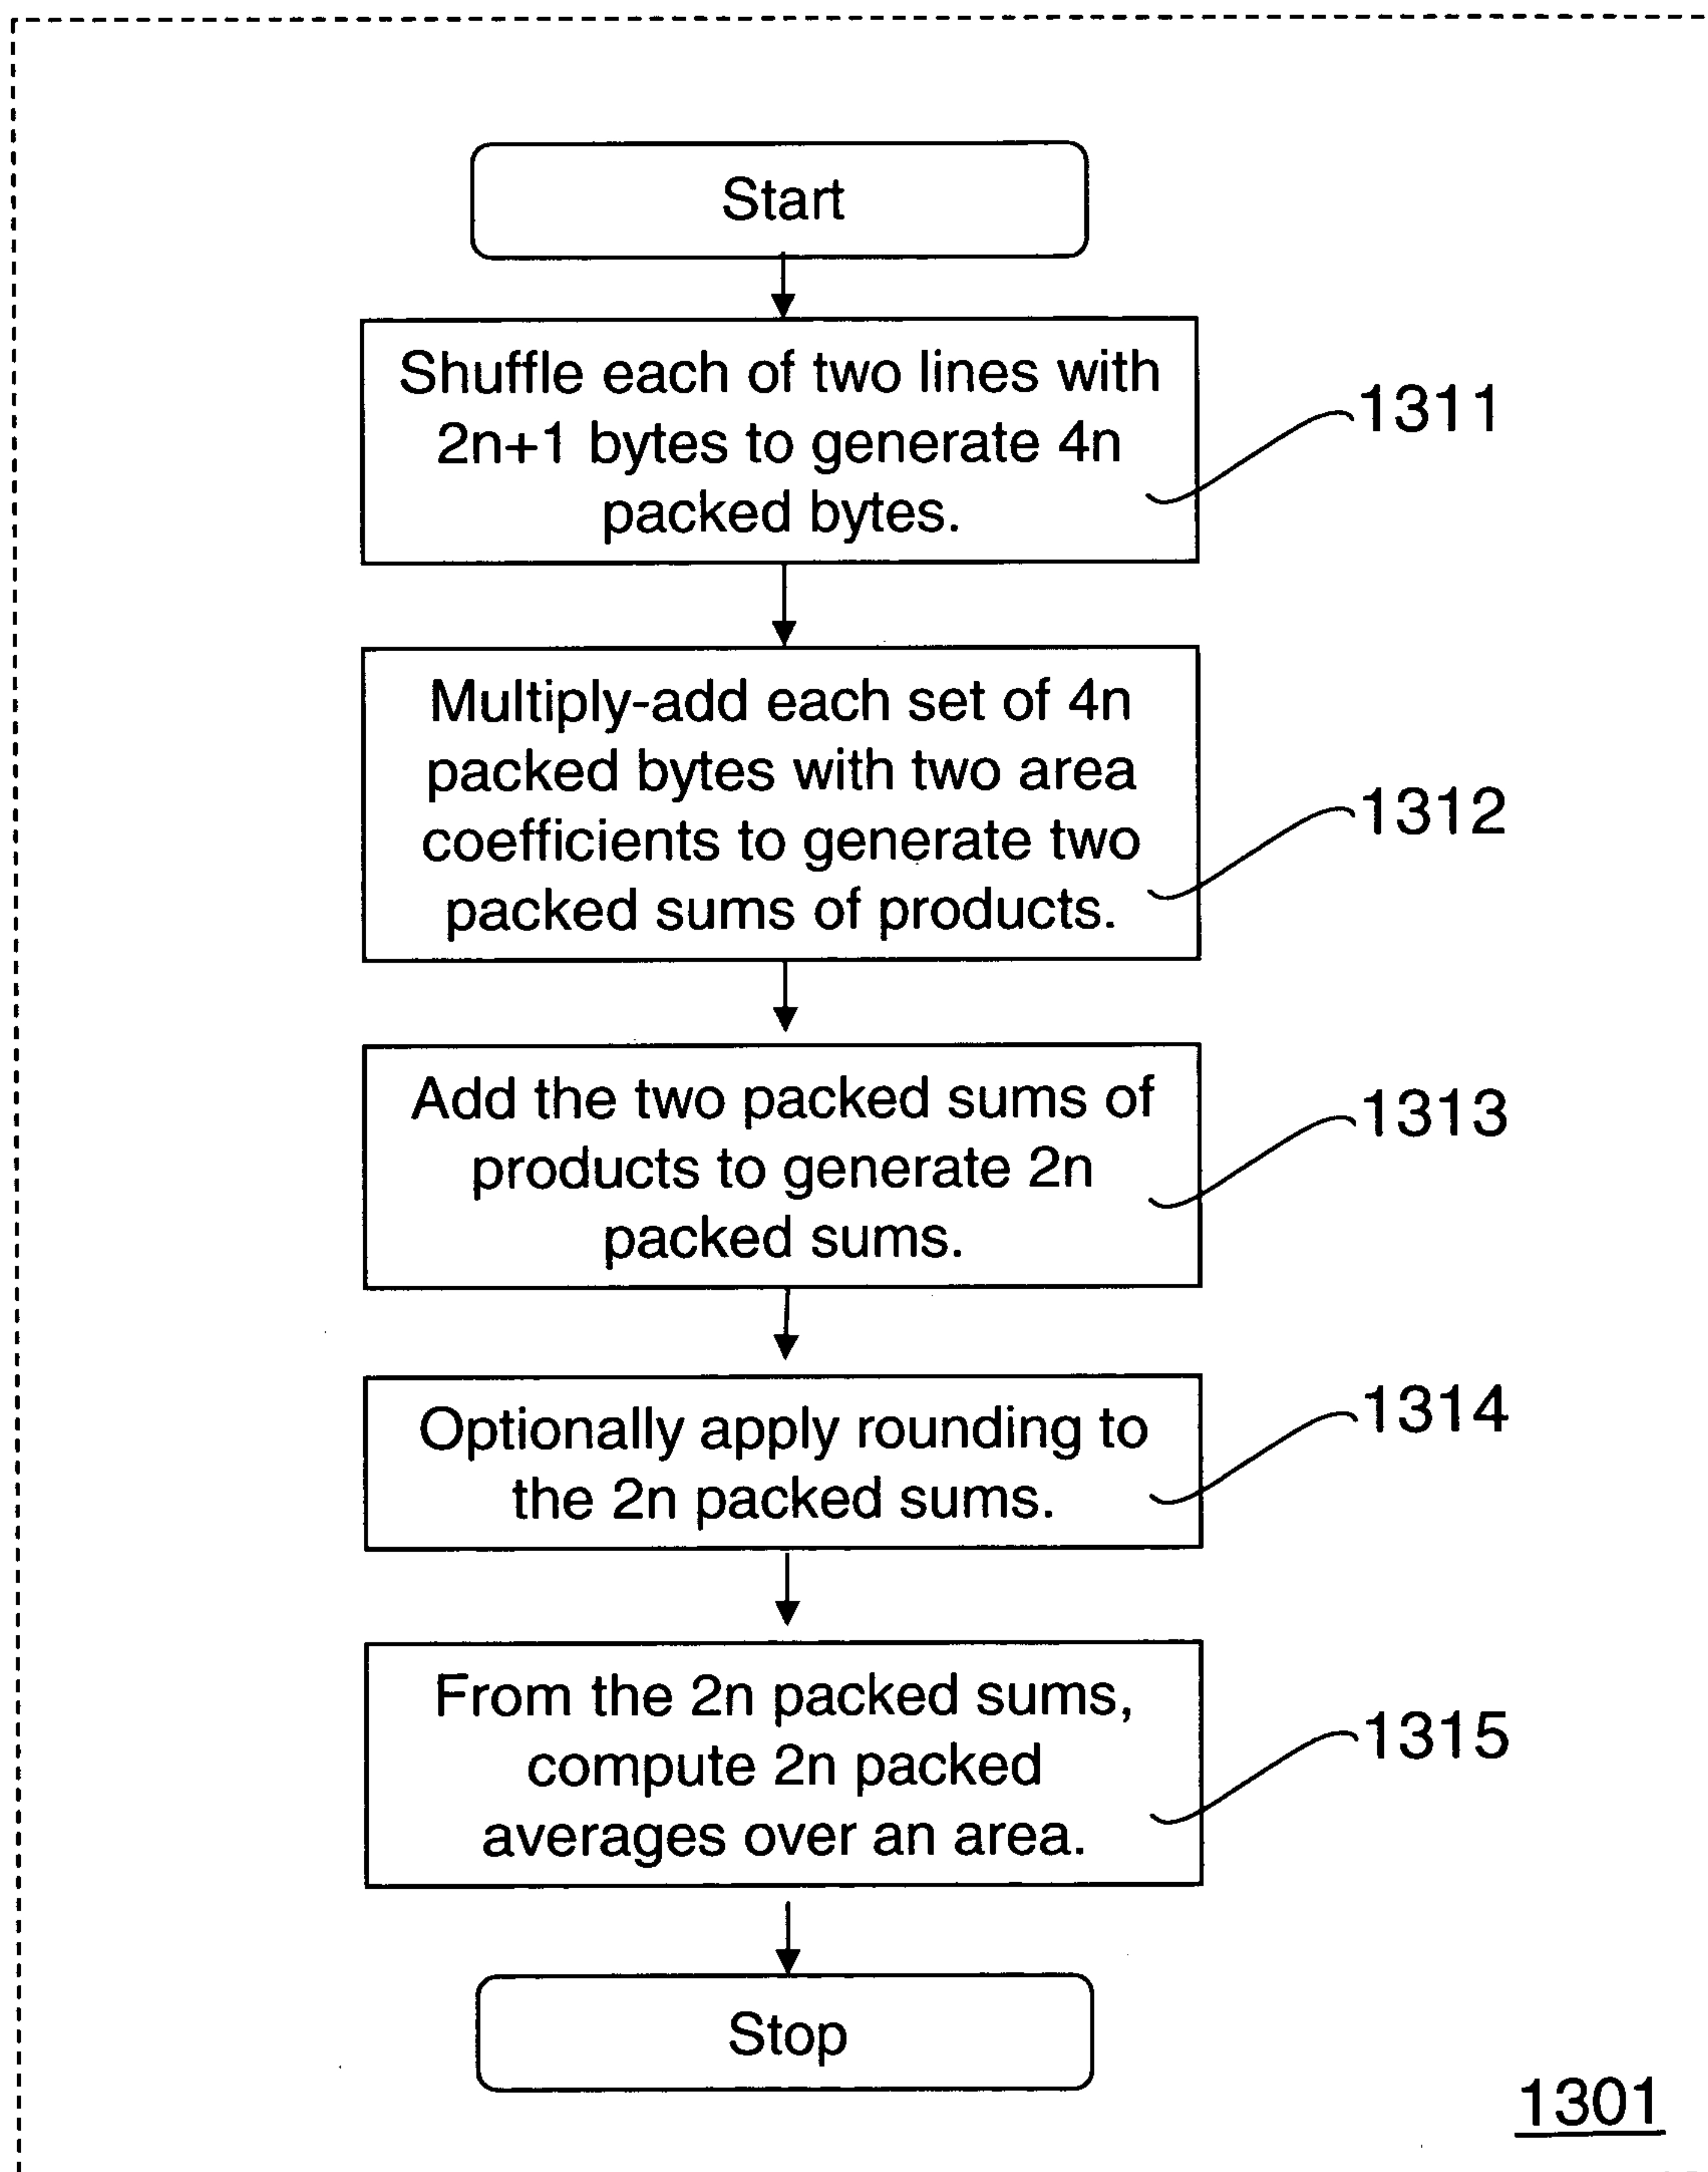 Start
Shuffle each of two lines with
2n+1 bytes to generate 4n
packed bytes.
1311
Multiply-add each set of 4n
packed bytes with two area
coefficients to generate two
packed sums of products.
1312
Add the two packed sums of
products to generate 2n
packed sums.
1313
Optionally apply rounding to
the 2n packed sums.
1314
From the 2n packed sums,
compute 2n packed
averages over an area.
1315
Stop
1301